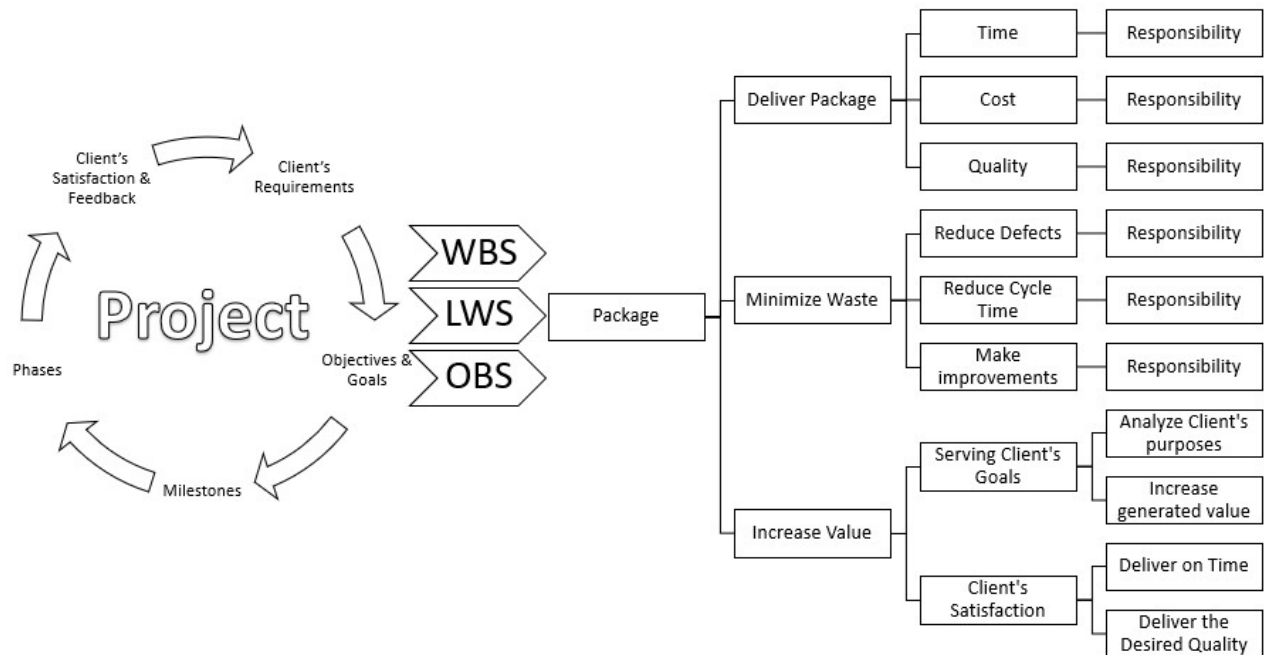 Client's
Satisfaction &
Feedback
Client's
Requirements
Project
Phases
Objectives &
Goals
Milestones
WBS
LWS
OBS
Package
Deliver Package
Time
Responsibility
Cost
Responsibility
Quality
Responsibility
Minimize Waste
Reduce Defects
Responsibility
Reduce Cycle
Time
Responsibility
Make
improvements
Responsibility
Increase Value
Serving Client's
Goals
Analyze Client's
purposes
Increase
generated value
Client's
Satisfaction
Deliver on Time
Deliver the
Desired Quality